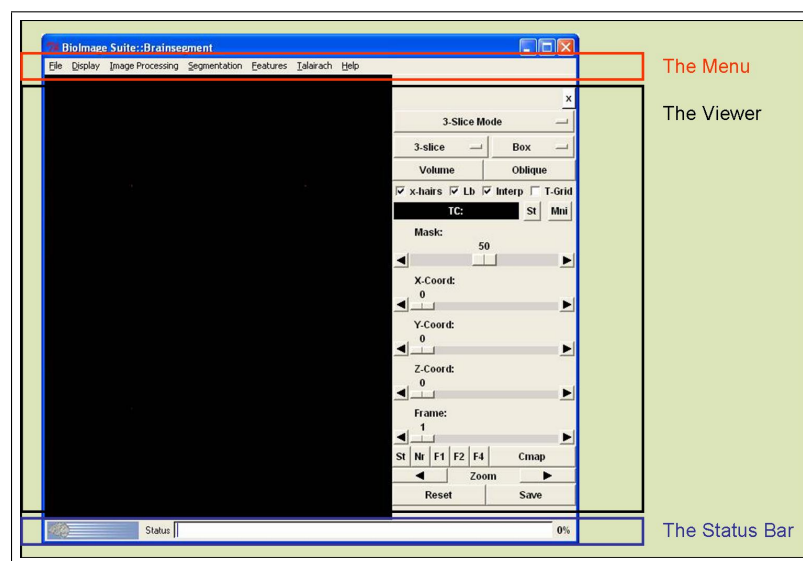 BioImage Suite::Brainsegment
File Display Image Processing Segmentation Features Talairach Help
The Menu
The Viewer
x
3-Slice Mode
3-slice Box
Volume Oblique
x-hairs Lb Interp T-Grid
TC: St Mni
Mask:
50
X-Coord:
0
Y-Coord:
0
Z-Coord:
0
Frame:
1
St Nr F1 F2 F4 Cmap
Zoom
Reset Save
Status 0%
The Status Bar